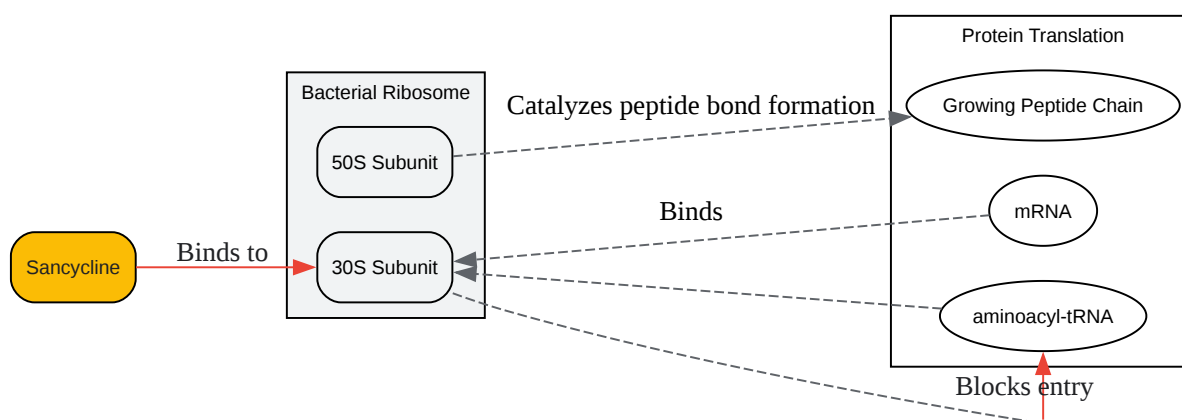 Protein Translation
Bacterial Ribosome
Catalyzes peptide bond formation
Growing Peptide Chain
50S Subunit
Binds
mRNA
Sancycline
Binds to
30S Subunit
aminoacyl-tRNA
Blocks entry